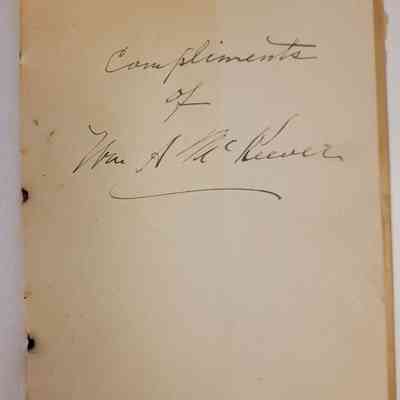 Compliments
of
Wm A McKeever